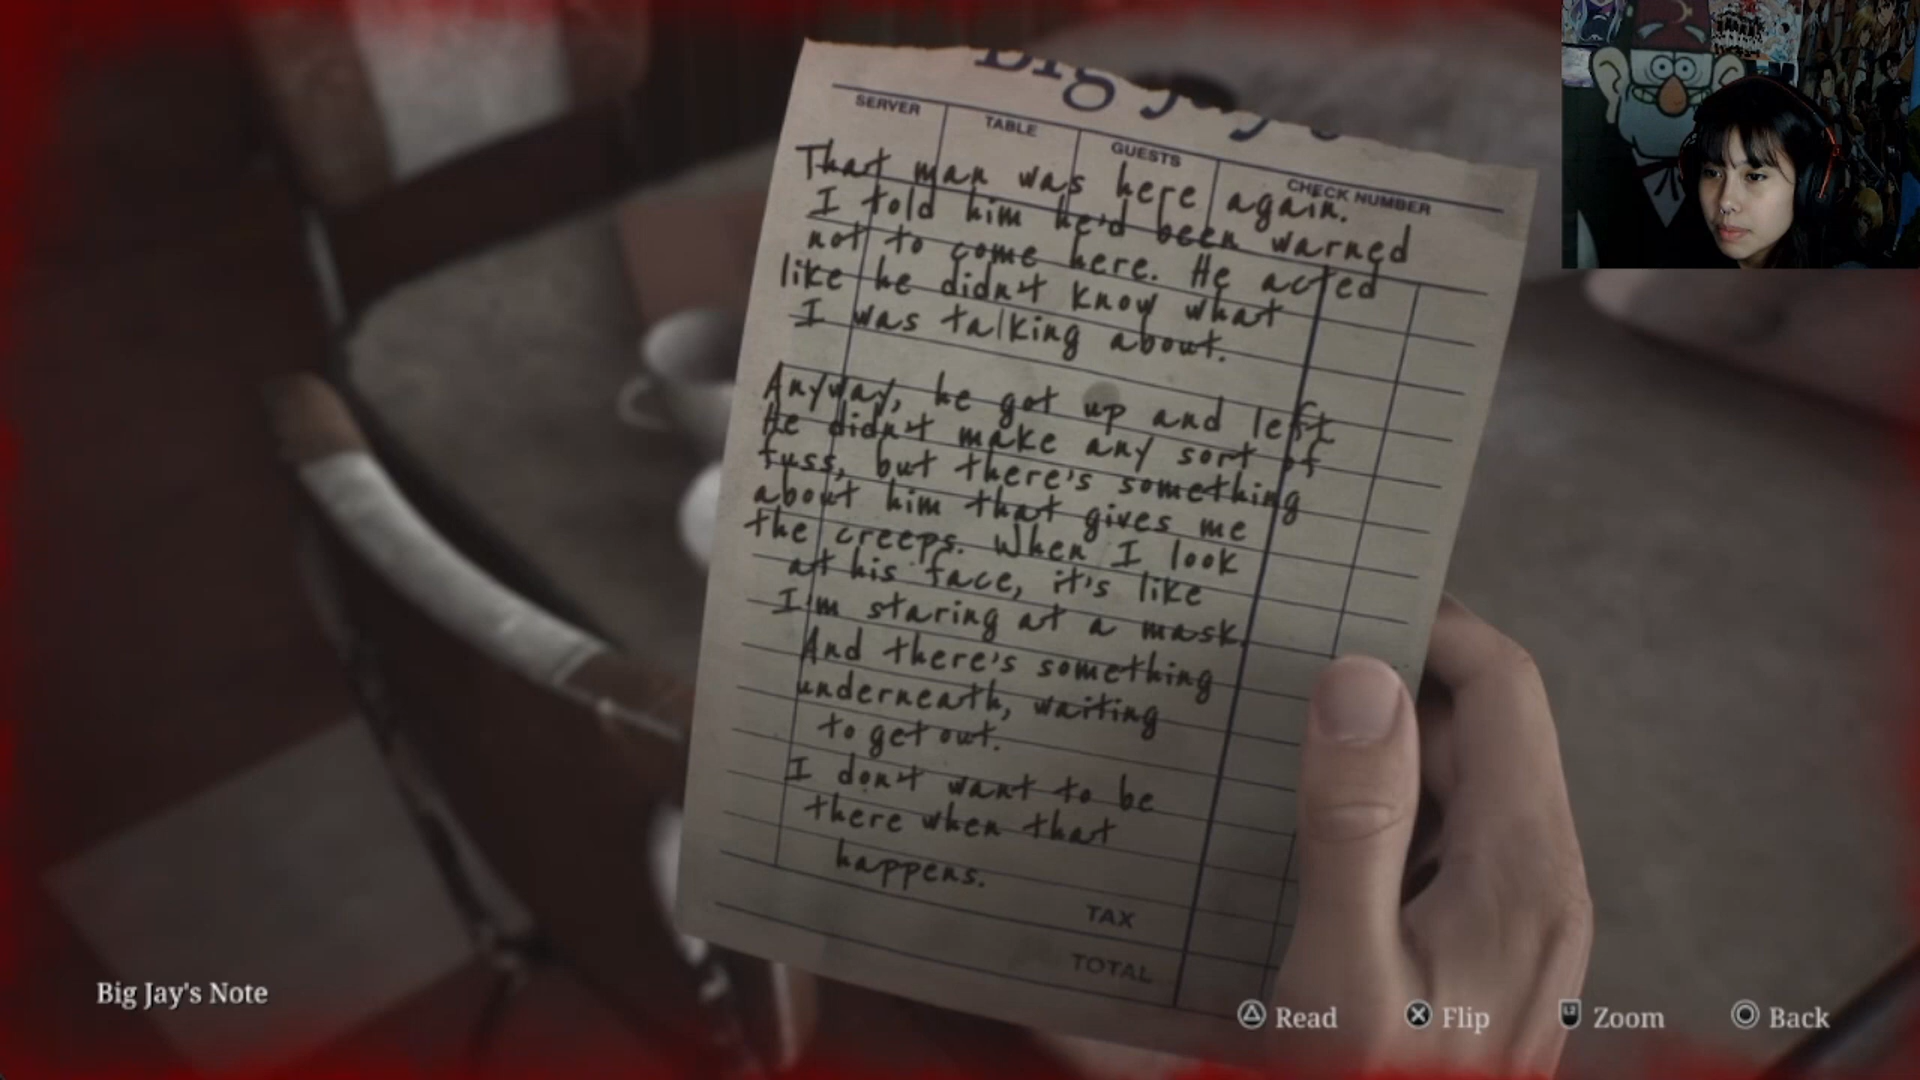 Big Jay's
SERVER
TABLE
GUESTS
CHECK NUMBER
That man was here again.
I told him he'd been warned
not to come here. He acted
like he didn't know what
I was talking about.
Anyway, he got up and left
He didn't make any sort of
fuss, but there's something
about him that gives me
the creeps. When I look
at his face, it's like
I'm staring at a mask.
And there's something
underneath, waiting
to get out.
I don't want to be
there when that
happens.
TAX
TOTAL
Big Jay's Note
Read
Flip
L2
Zoom
Back